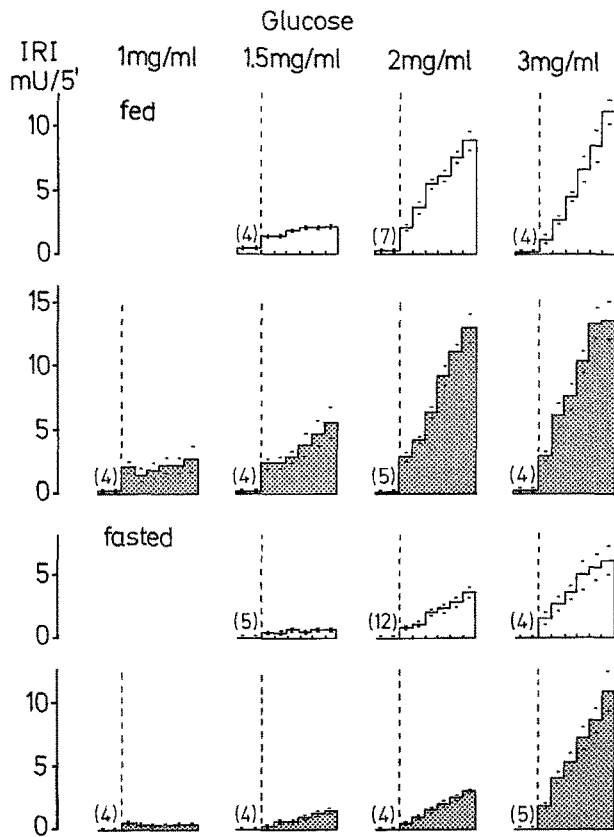 Glucose
IRI
mU/5'
1mg/ml 1.5mg/ml 2mg/ml 3mg/ml
fed
10
5
0
(4) (7) (4)
15
10
5
0
(4) (4) (5) (4)
fasted
5
0
(5) (12) (4)
10
5
0
(4) (4) (4) (5)